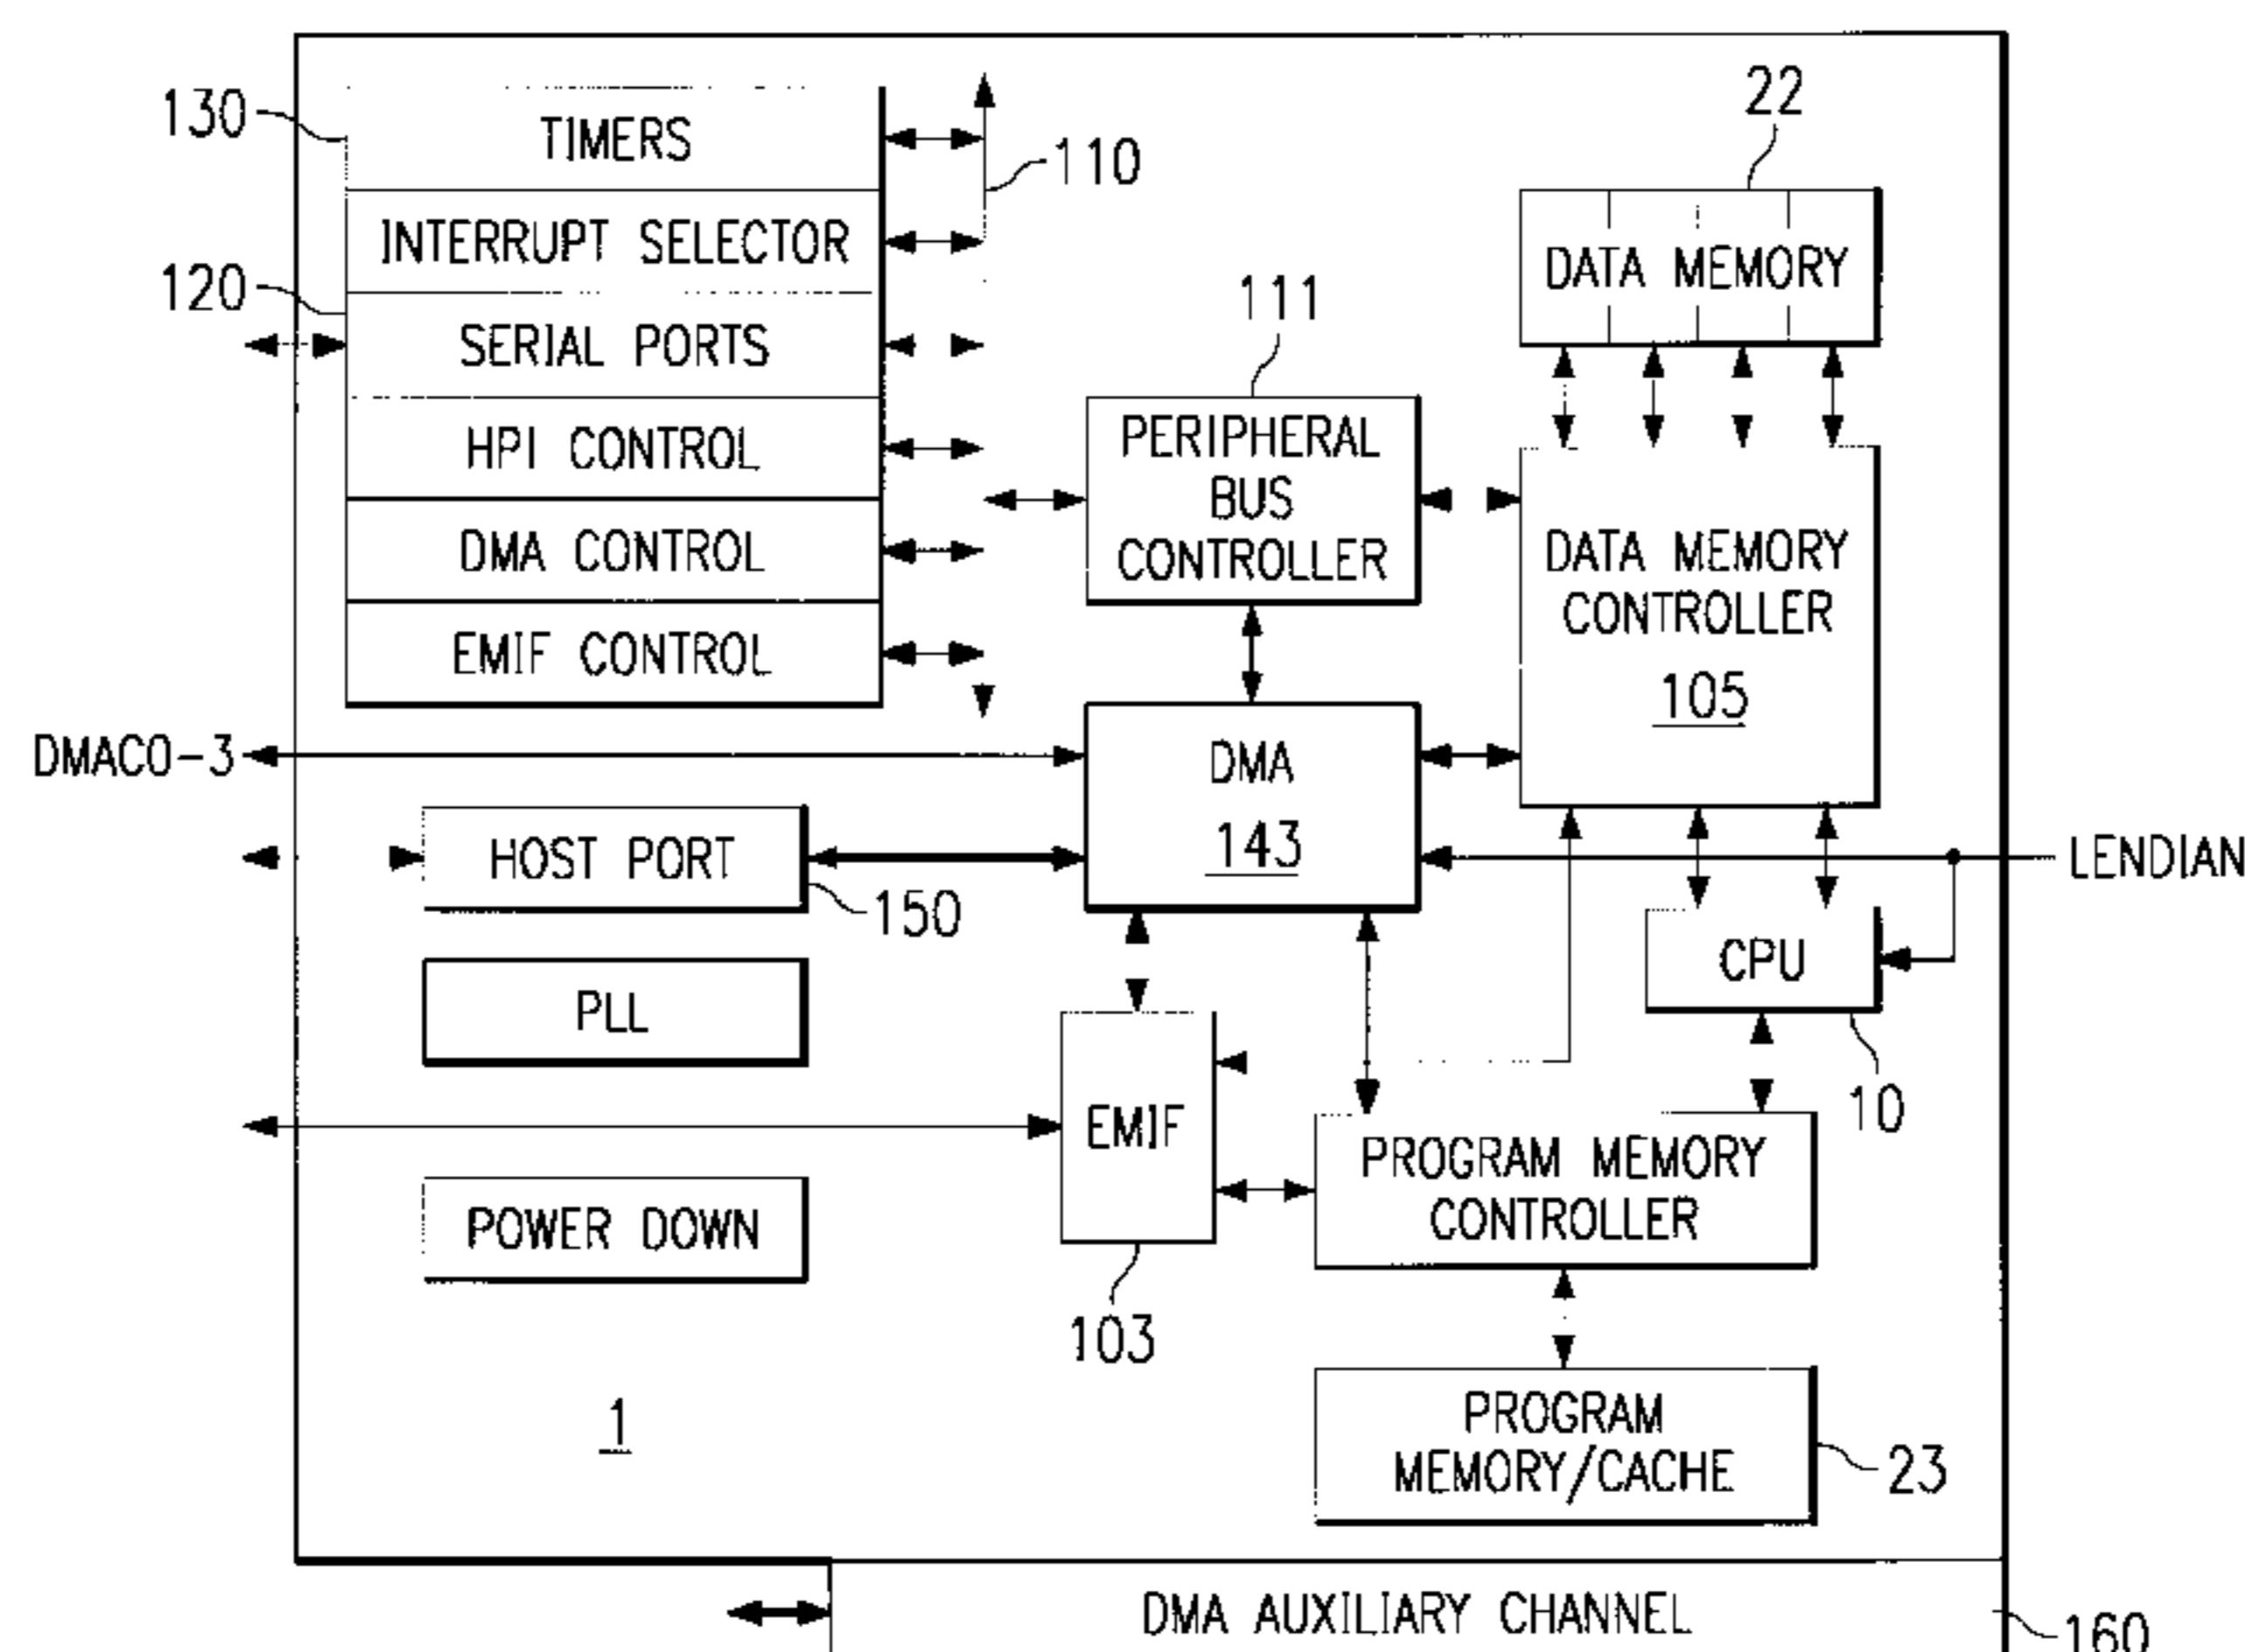 130
TIMERS
110
INTERRUPT SELECTOR
120
SERIAL PORTS
HPI CONTROL
DMA CONTROL
EMIF CONTROL
22
DATA MEMORY
111
PERIPHERAL
BUS
CONTROLLER
DATA MEMORY
CONTROLLER
105
DMAC0-3
DMA
143
HOST PORT
150
LENDIAN
CPU
10
PLL
EMIF
103
POWER DOWN
PROGRAM MEMORY
CONTROLLER
PROGRAM
MEMORY/CACHE
23
1
DMA AUXILIARY CHANNEL
160